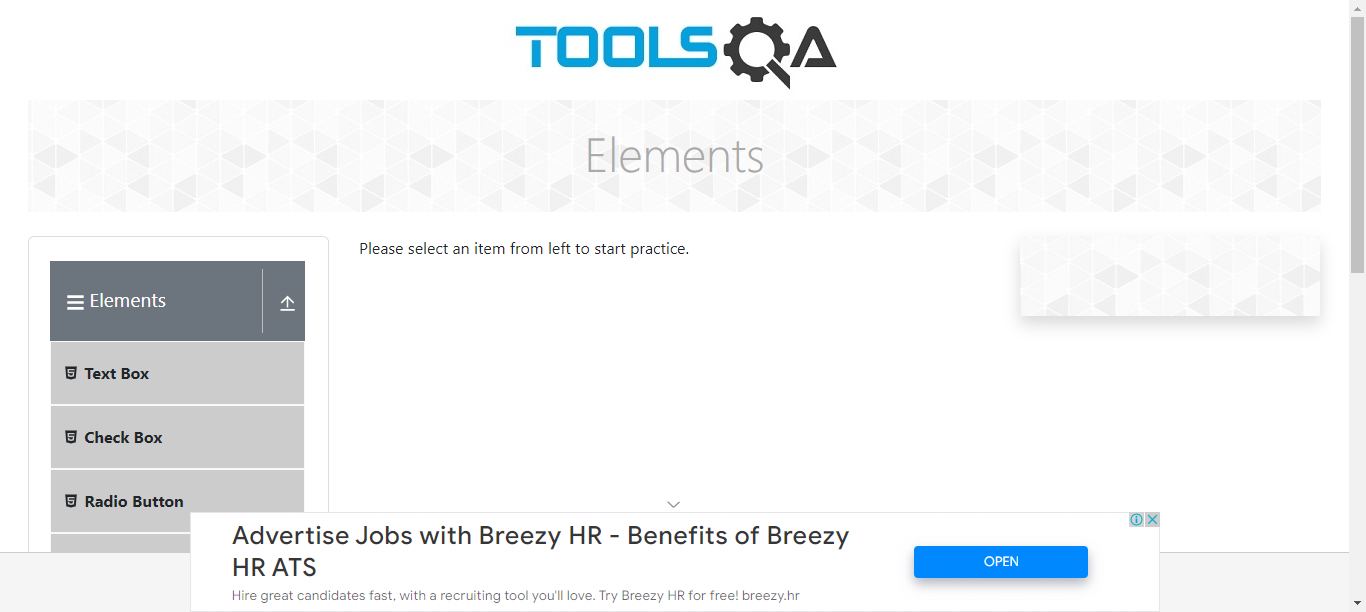 TOOLSQA
Elements
Please select an item from left to start practice.
Elements
Text Box
Check Box
Radio Button
Advertise Jobs with Breezy HR - Benefits of Breezy
HR ATS
Hire great candidates fast, with a recruiting tool you'll love. Try Breezy HR for free! breezy.hr
OPEN